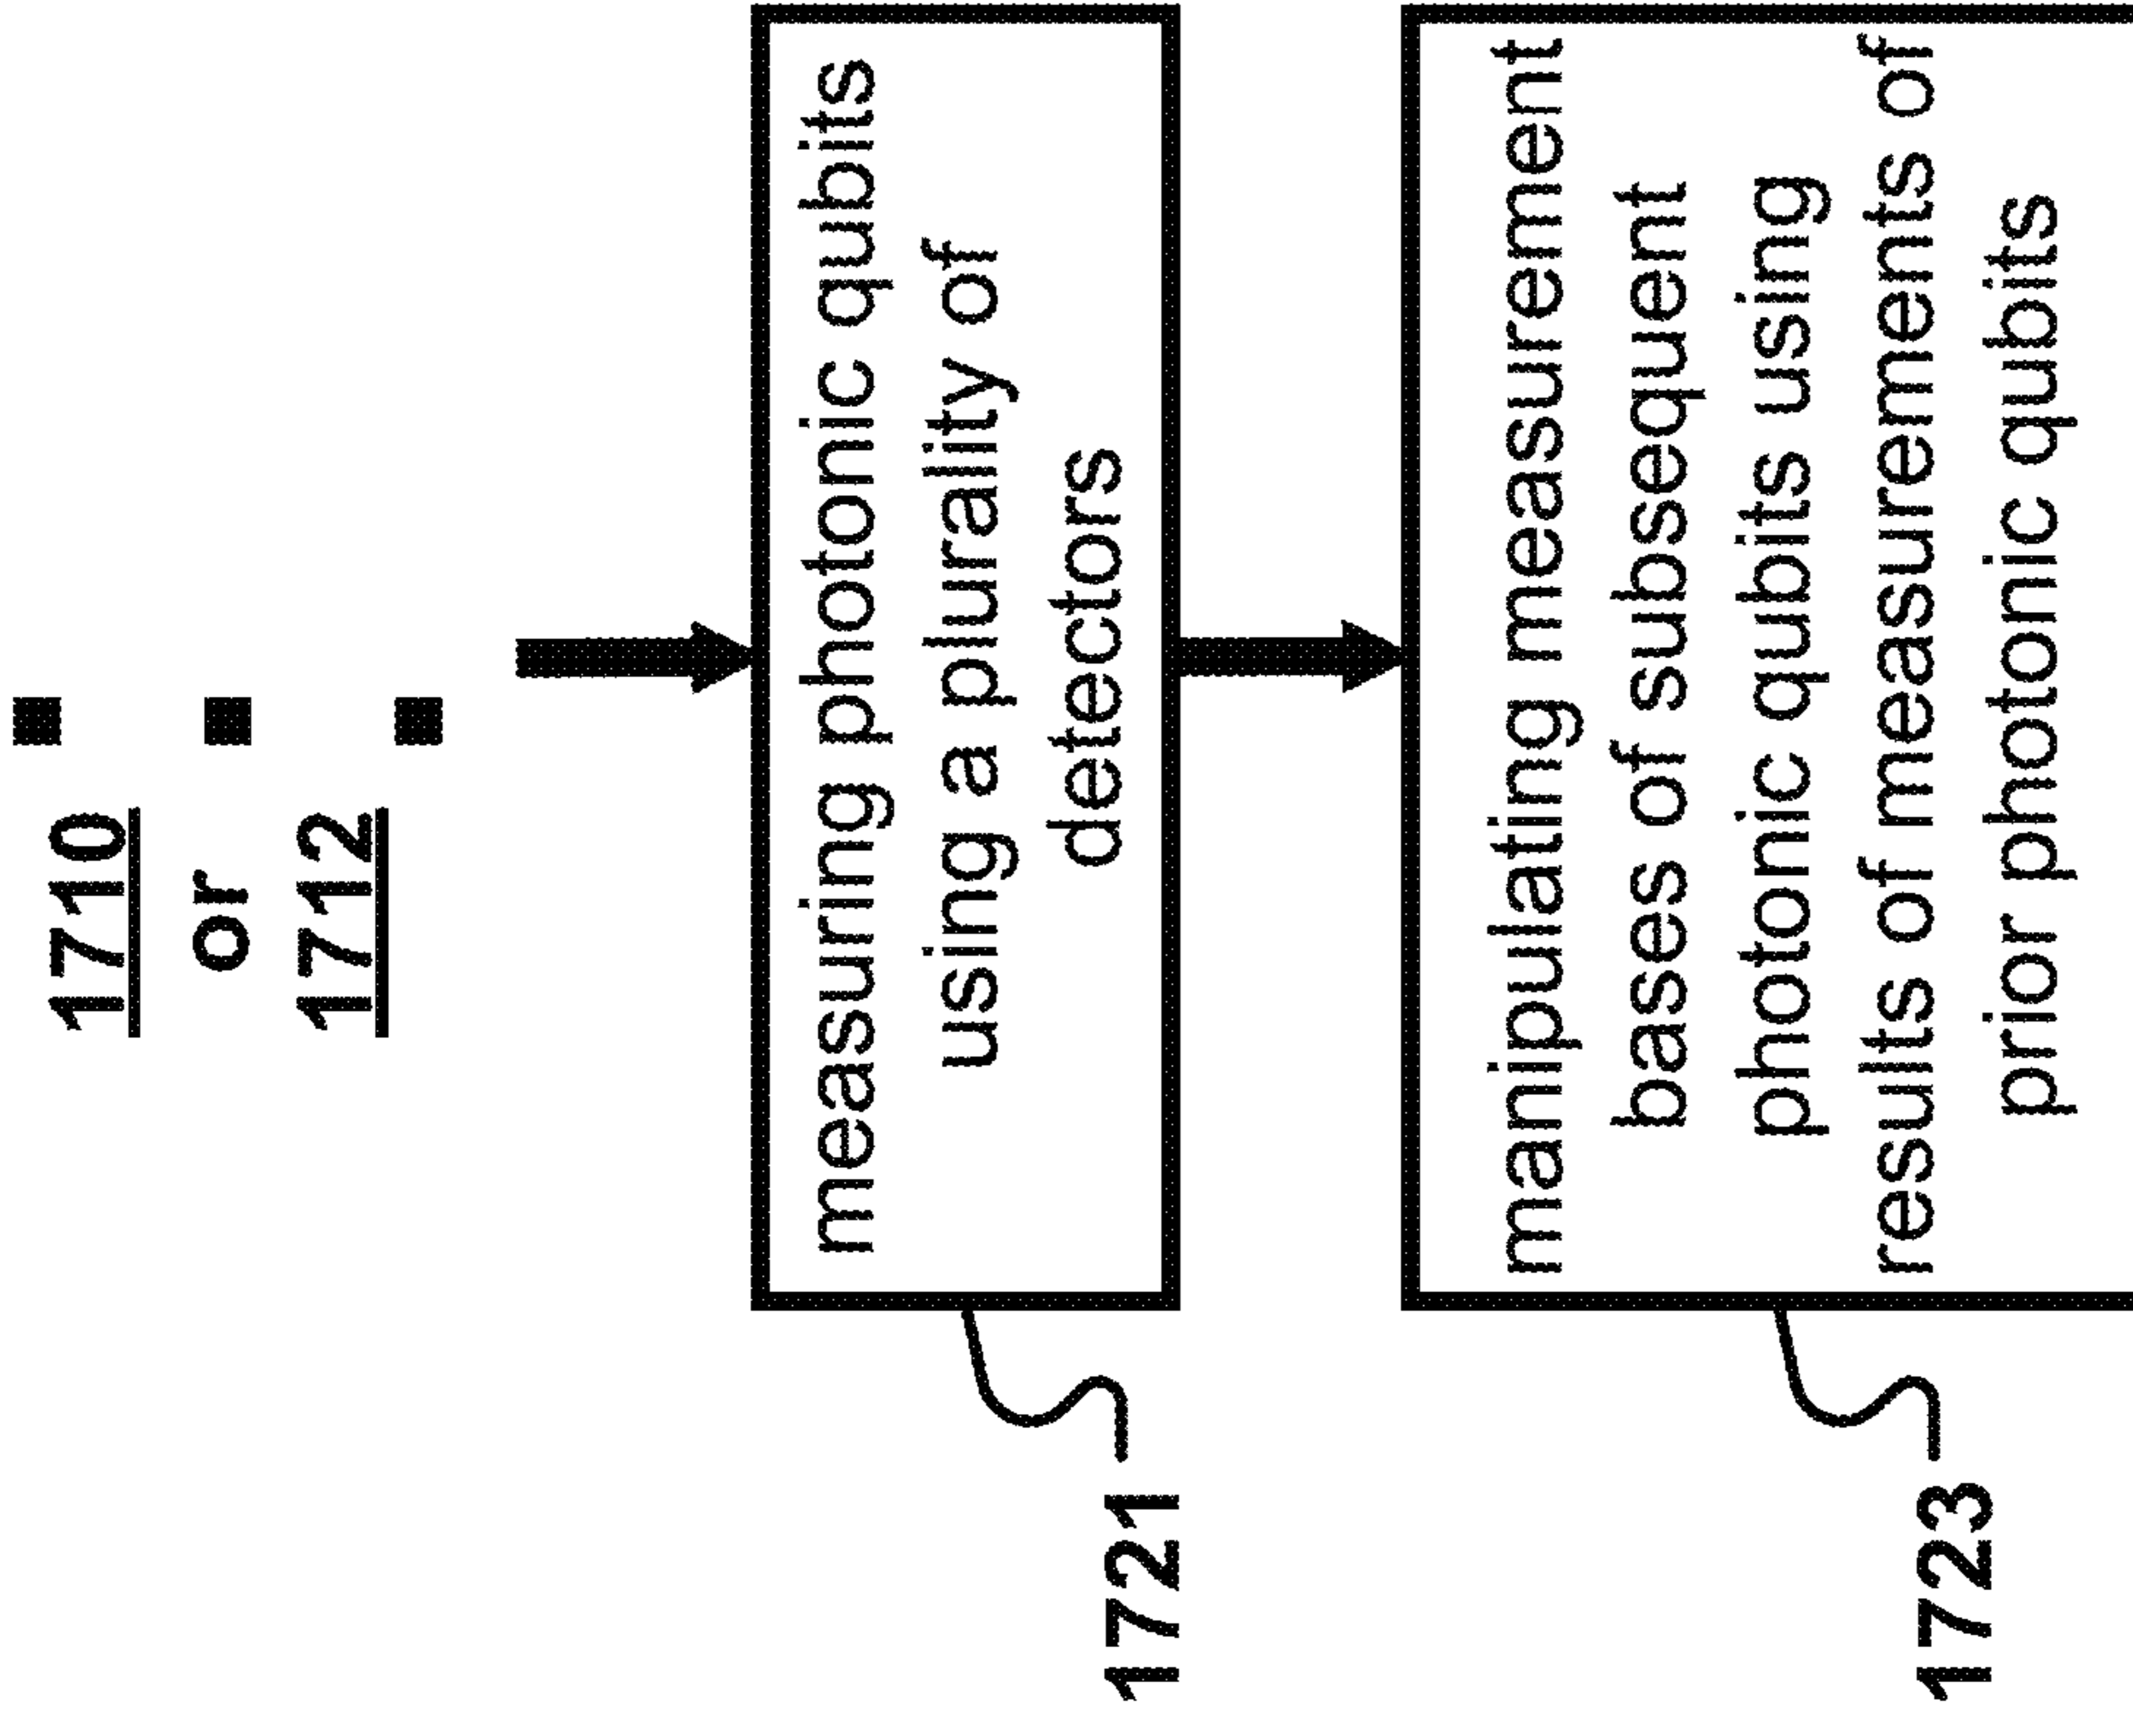 1710
or
1712
measuring photonic qubits
using a plurality of
detectors
1721
manipulating measurement
bases of subsequent
photonic qubits using
results of measurements of
prior photonic qubits
1723